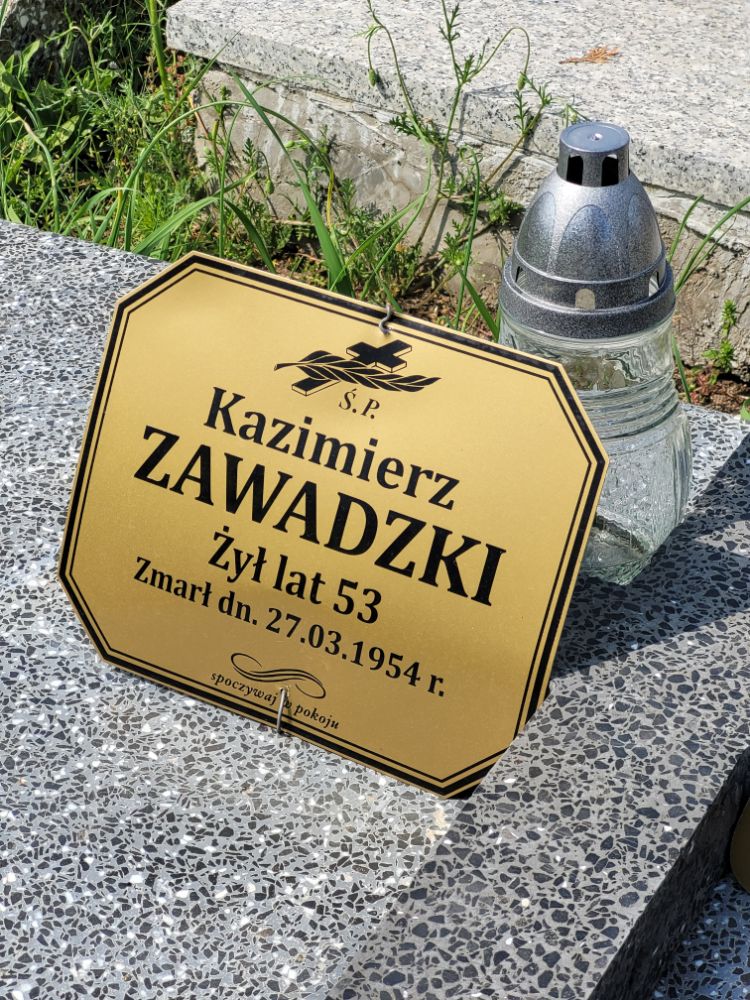 Ś.P.
Kazimierz
ZAWADZKI
Żył lat 53
Zmarł dn. 27.03.1954 r.
spoczywaj w pokoju